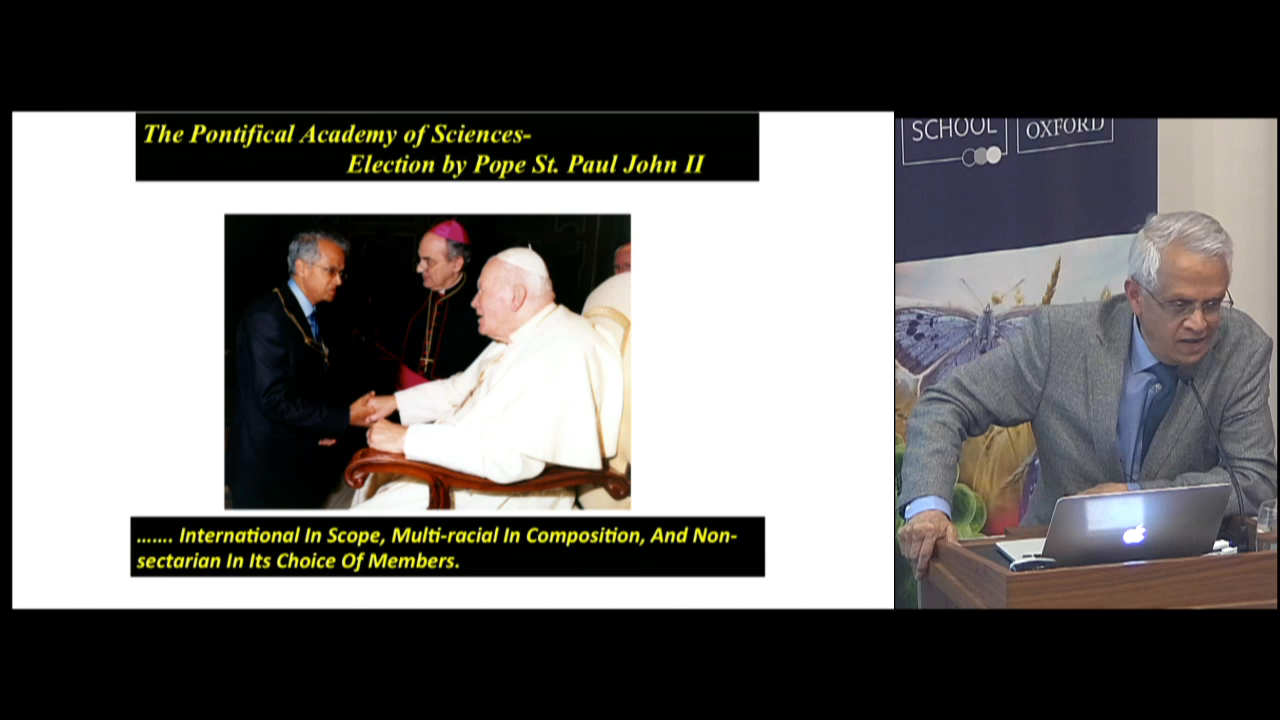 The Pontifical Academy of Sciences-
Election by Pope St. Paul John II
....... International In Scope, Multi-racial In Composition, And Non-
sectarian In Its Choice Of Members.
SCHOOL
OXFORD